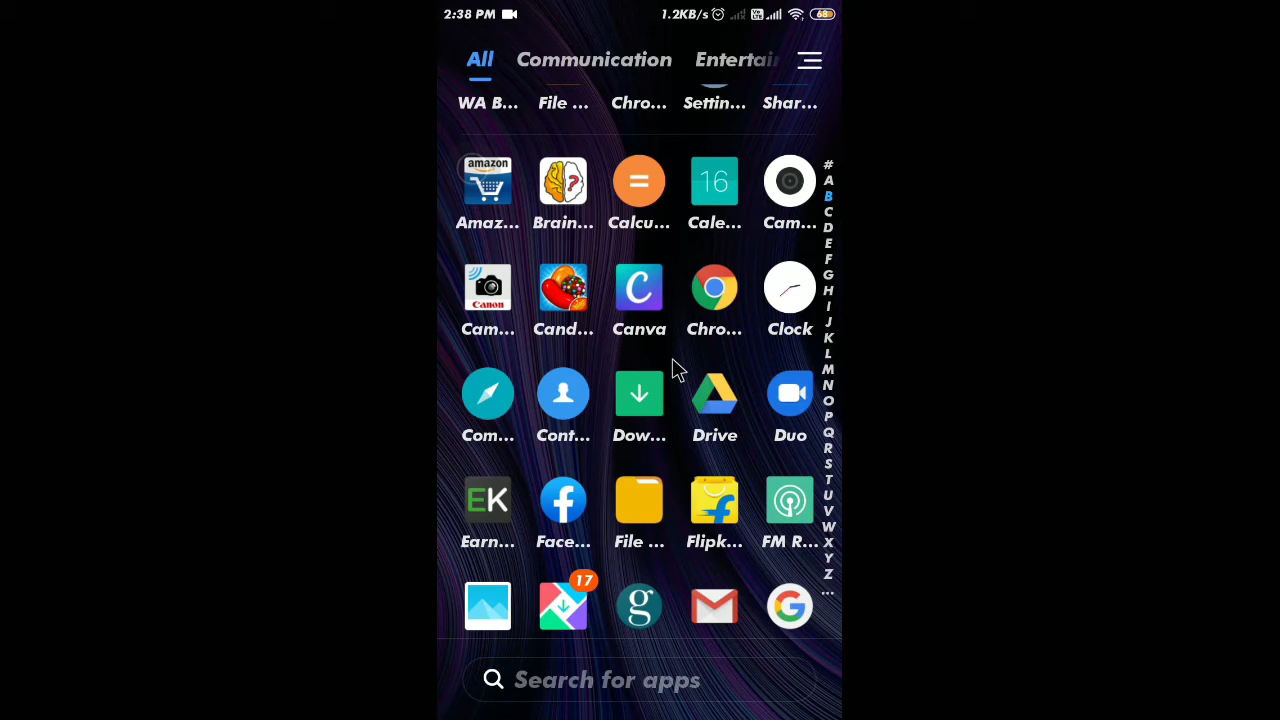 2:38 PM 1.2KB/s 68
All Communication Entertai
WA B... File ... Chro... Settin... Shar...
#
A
B
C
D
E
F
G
H
I
J
K
L
M
N
O
P
Q
R
S
T
U
V
W
X
Y
Z
...
amazon
16
Amaz... Brain... Calcu... Cale... Cam...
Canon
Cam... Cand... Canva Chro... Clock
Com... Cont... Dow... Drive Duo
EK
Earn... Face... File ... Flipk... FM R...
17
Search for apps